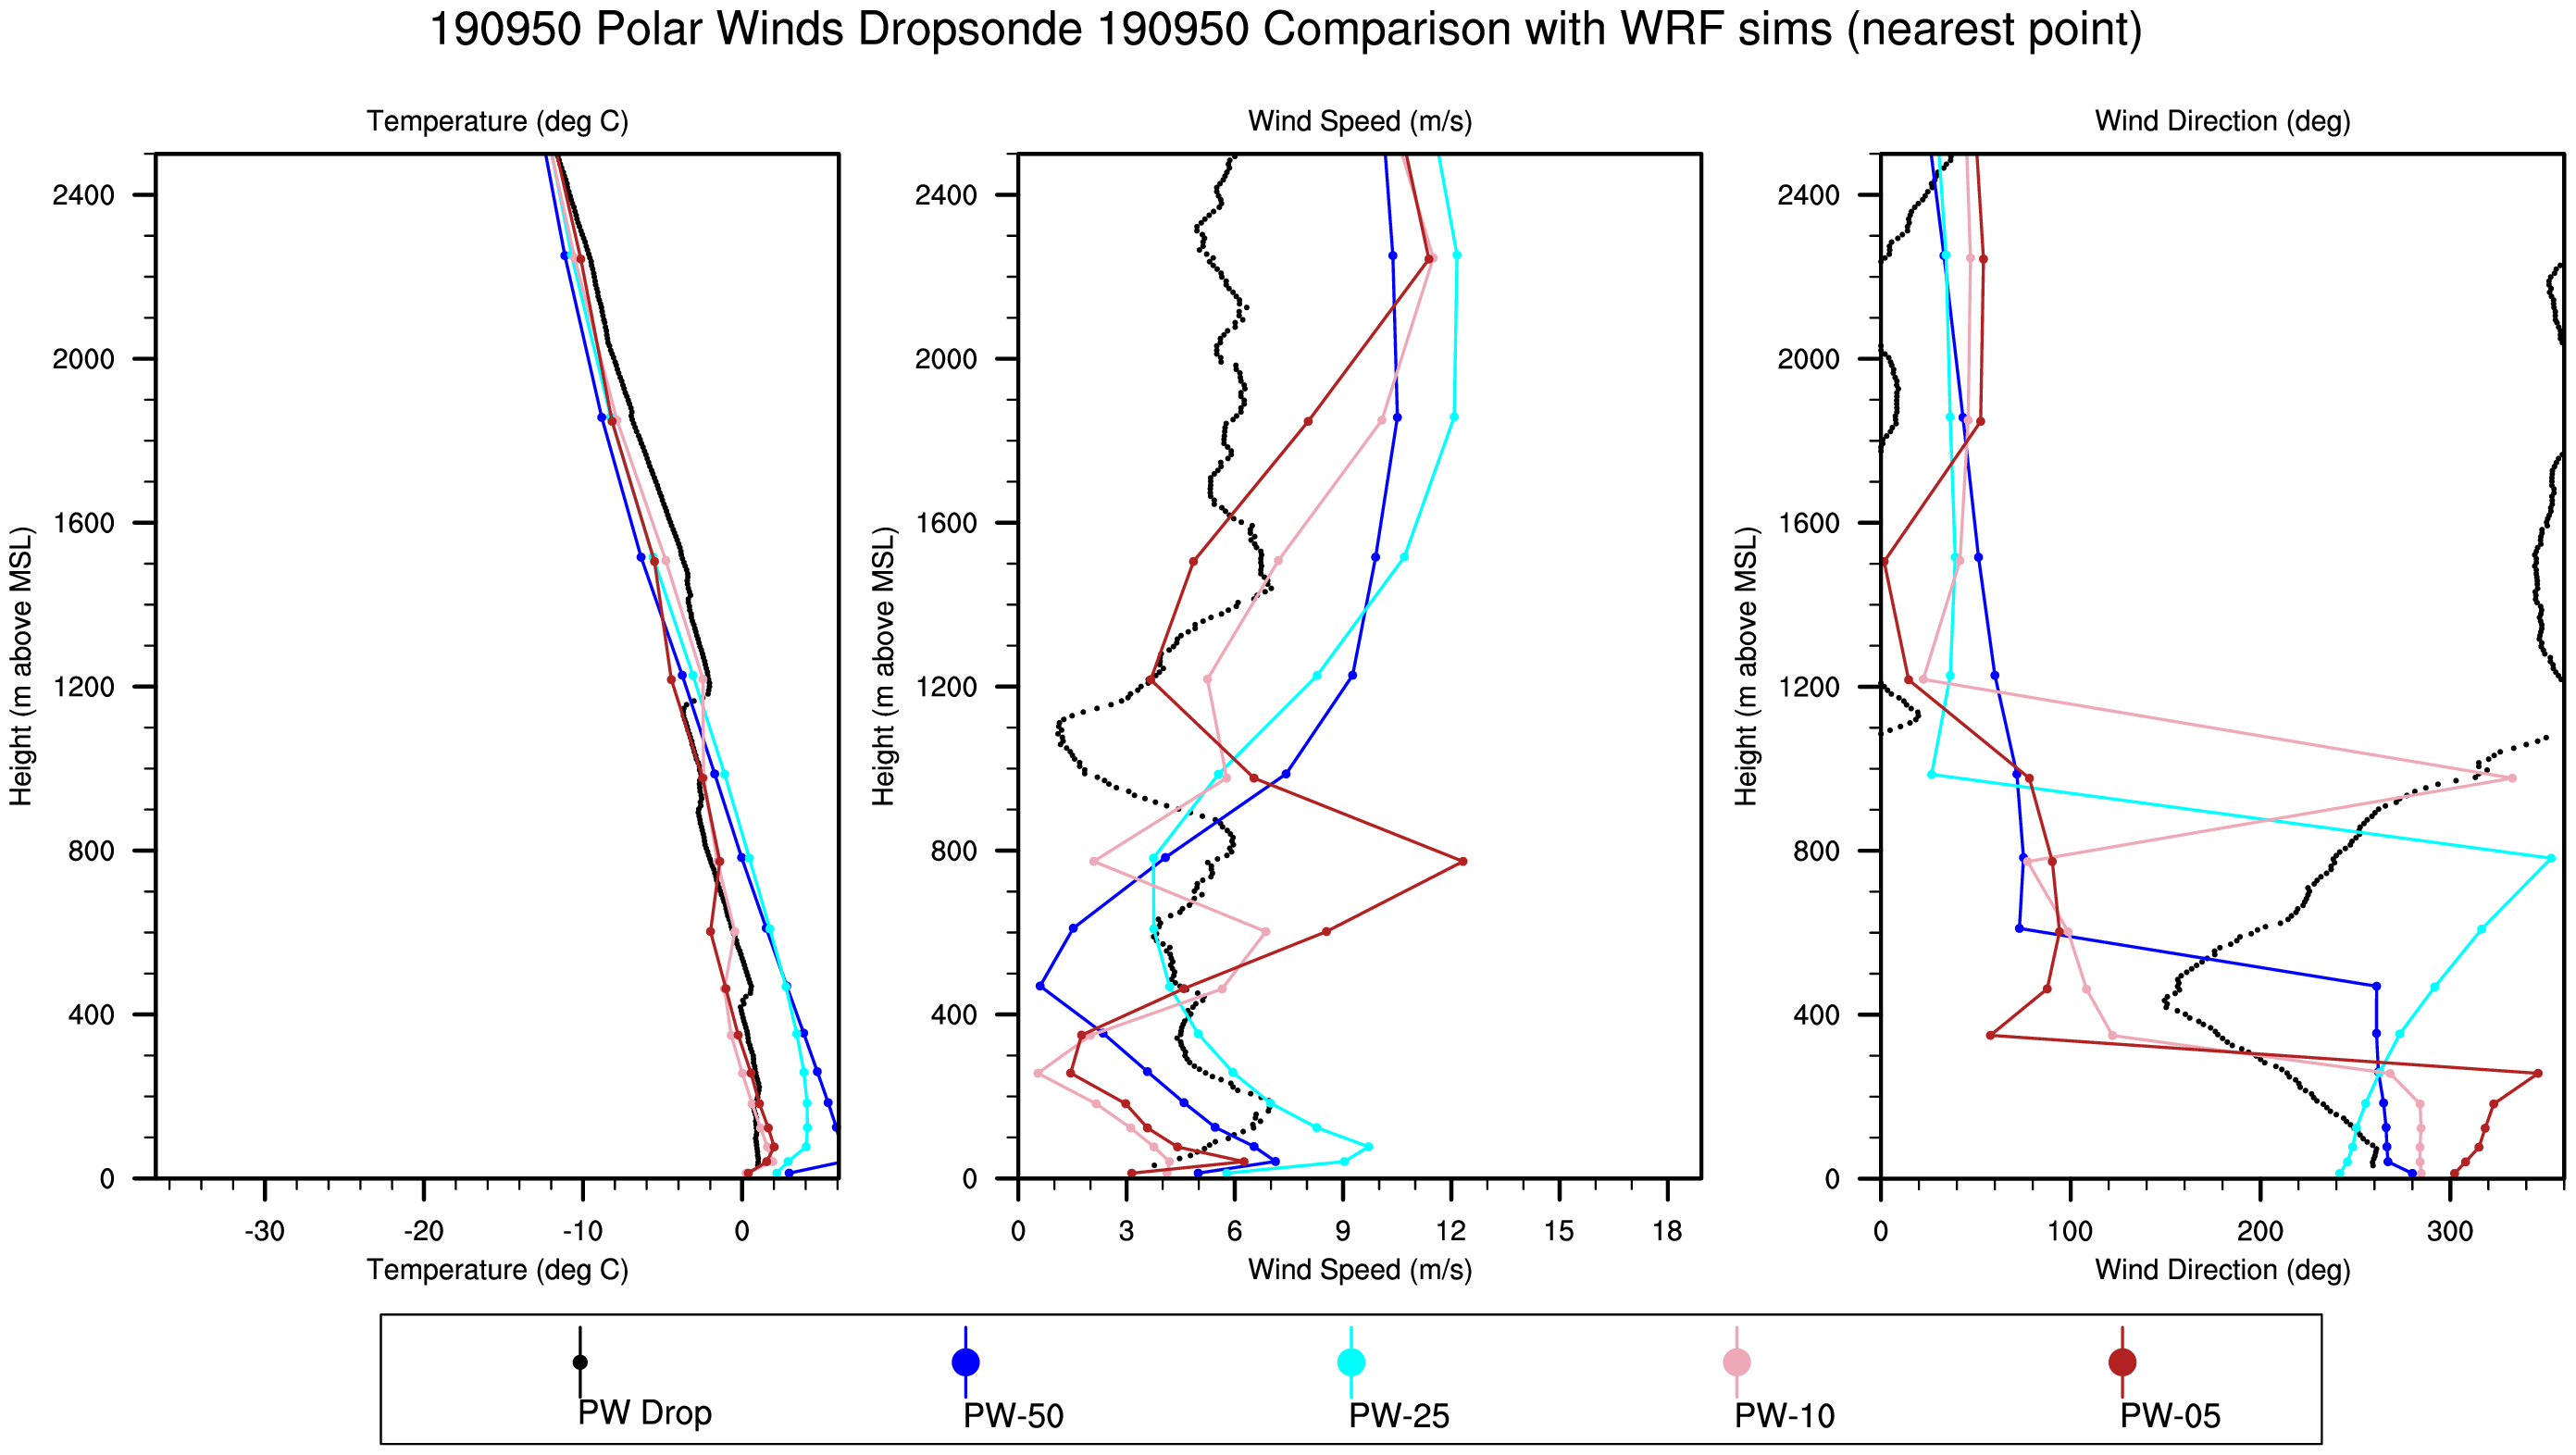 190950 Polar Winds Dropsonde 190950 Comparison with WRF sims (nearest point)
Temperature (deg C)
Wind Speed (m/s)
Wind Direction (deg)
Height (m above MSL)
2400
2000
1600
1200
800
400
0
-30
-20
-10
0
Temperature (deg C)
Height (m above MSL)
2400
2000
1600
1200
800
400
0
0
3
6
9
12
15
18
Wind Speed (m/s)
Height (m above MSL)
2400
2000
1600
1200
800
400
0
0
100
200
300
Wind Direction (deg)
PW Drop
PW-50
PW-25
PW-10
PW-05